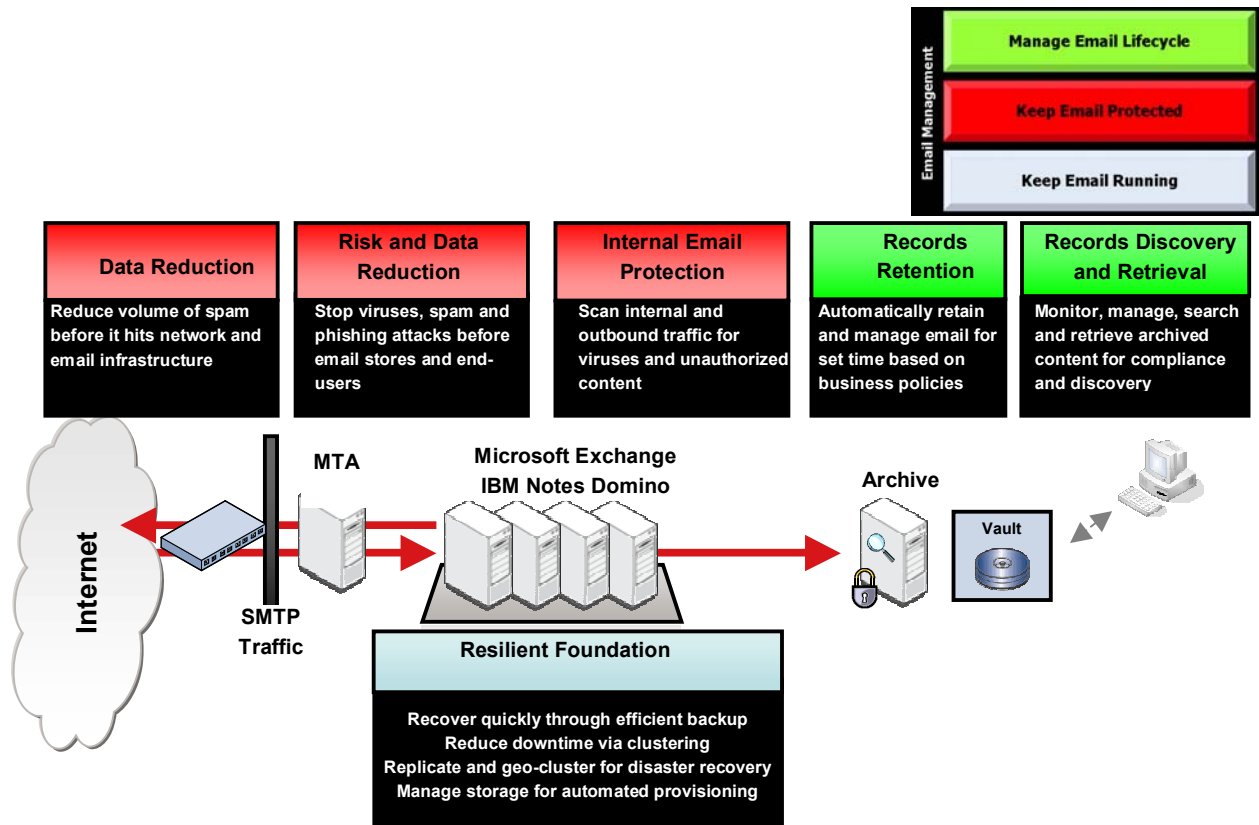 Email Management
Manage Email Lifecycle
Keep Email Protected
Keep Email Running
Data Reduction
Reduce volume of spam
before it hits network and
email infrastructure
Risk and Data
Reduction
Stop viruses, spam and
phishing attacks before
email stores and end-
users
Internal Email
Protection
Scan internal and
outbound traffic for
viruses and unauthorized
content
Records
Retention
Automatically retain
and manage email for
set time based on
business policies
Records Discovery
and Retrieval
Monitor, manage, search
and retrieve archived
content for compliance
and discovery
Internet
SMTP
Traffic
MTA
Microsoft Exchange
IBM Notes Domino
Archive
Vault
Resilient Foundation
Recover quickly through efficient backup
Reduce downtime via clustering
Replicate and geo-cluster for disaster recovery
Manage storage for automated provisioning